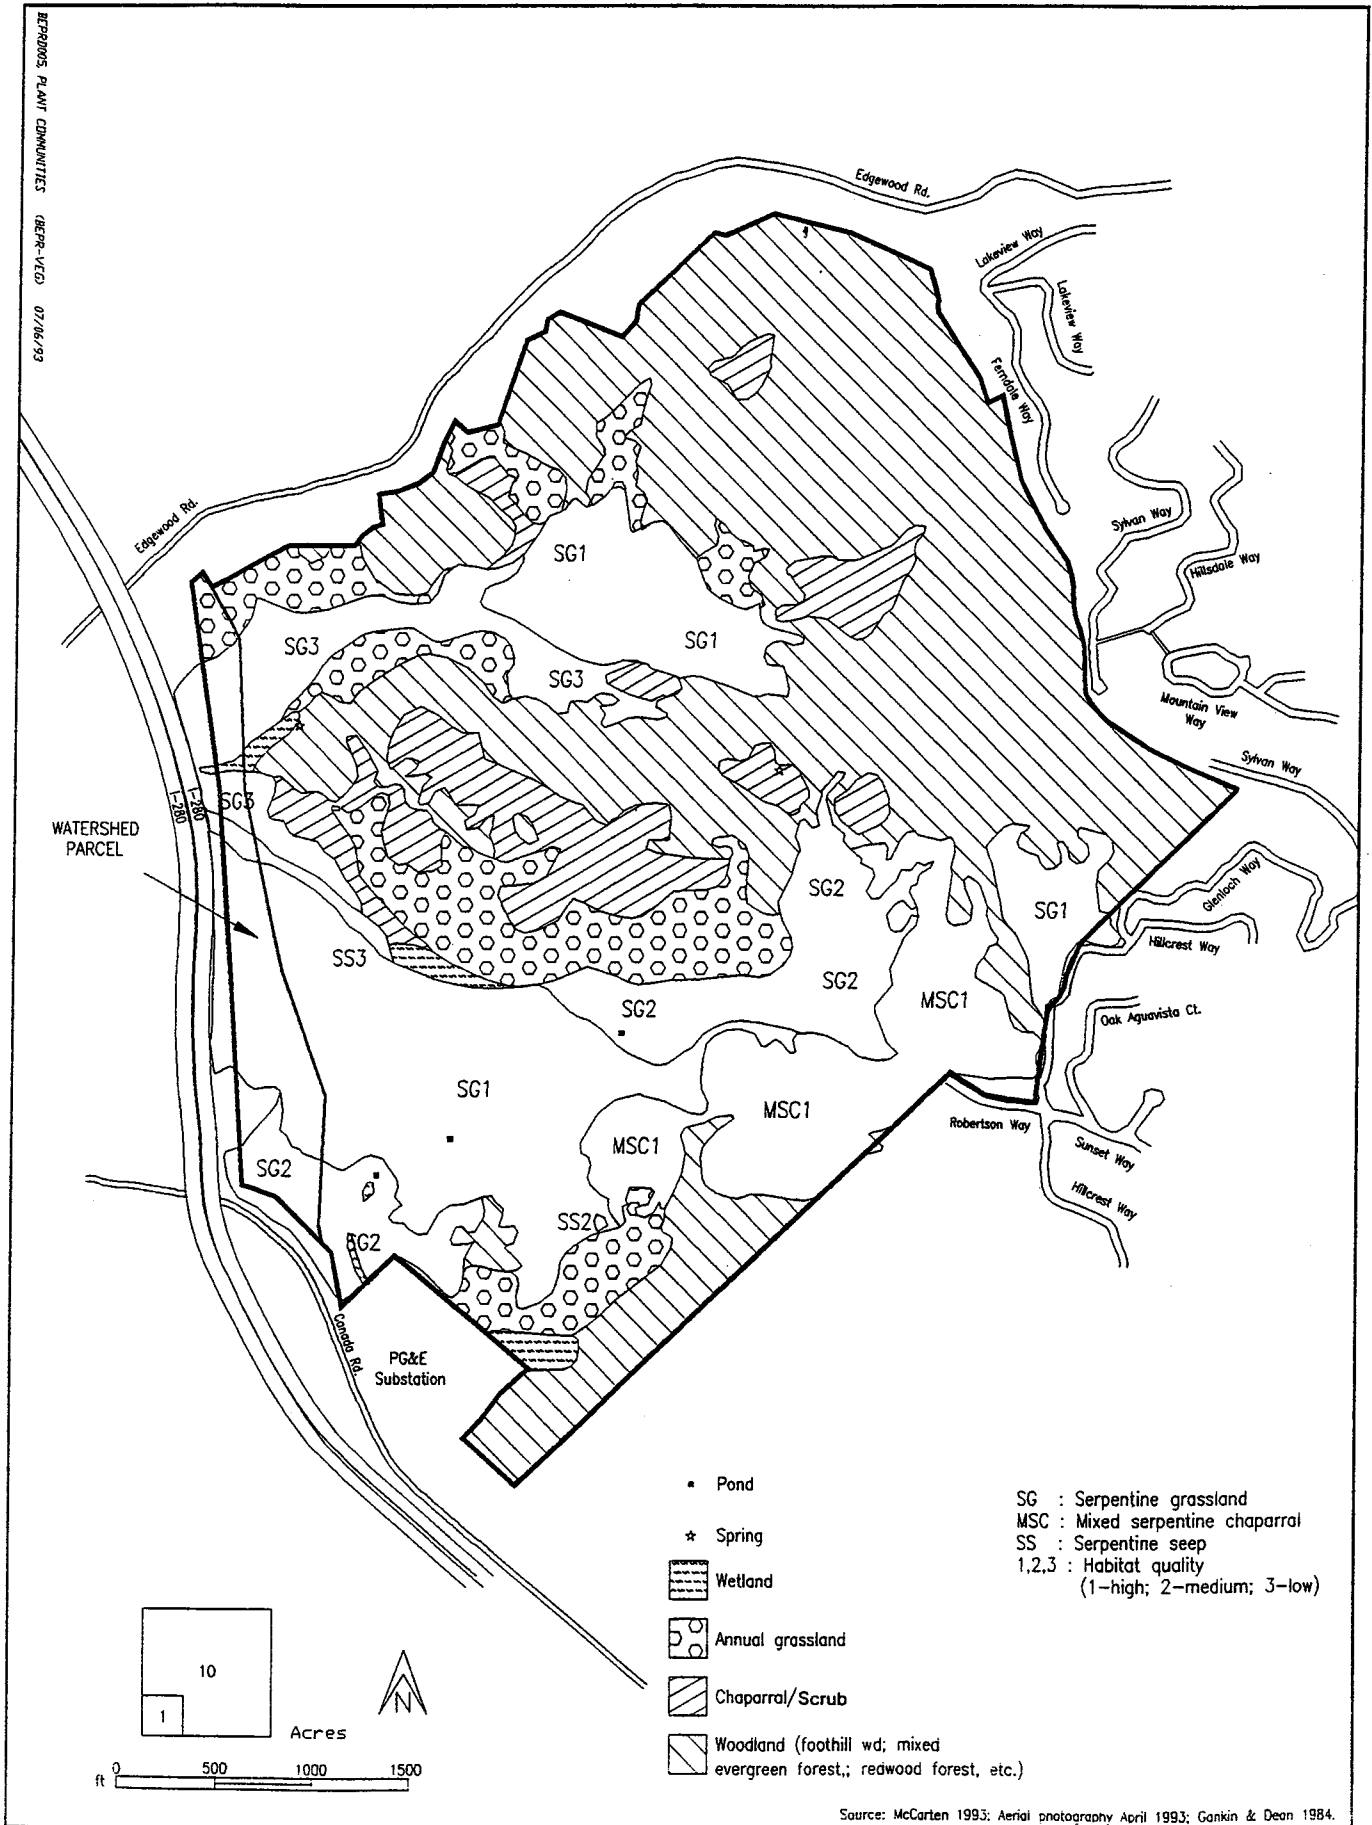 BEPRD005, PLANT COMMUNITIES (BEPR-VEG) 07/06/93
Edgewood Rd.
Lakeview Way
Lakeview Way
Ferndale Way
Edgewood Rd.
Sylvan Way
Hillsdale Way
SG1
SG1
SG3
SG3
Mountain View
Way
Sylvan Way
I-280
I-280
SG3
WATERSHED
PARCEL
SG2
SG1
Glenloch Way
Hillcrest Way
SS3
SG2
SG2
MSC1
Oak Aguavista Ct.
SG1
MSC1
MSC1
Robertson Way
Sunset Way
Hillcrest Way
SG2
SS2
SG2
Canada Rd.
PG&E
Substation
Pond
Spring
Wetland
Annual grassland
Chaparral/Scrub
Woodland (foothill wd; mixed
evergreen forest,; redwood forest, etc.)
SG : Serpentine grassland
MSC : Mixed serpentine chaparral
SS : Serpentine seep
1,2,3 : Habitat quality
(1-high; 2-medium; 3-low)
10
1
Acres
N
ft 0 500 1000 1500
Source: McCarten 1993; Aerial photography April 1993; Gankin & Dean 1984.